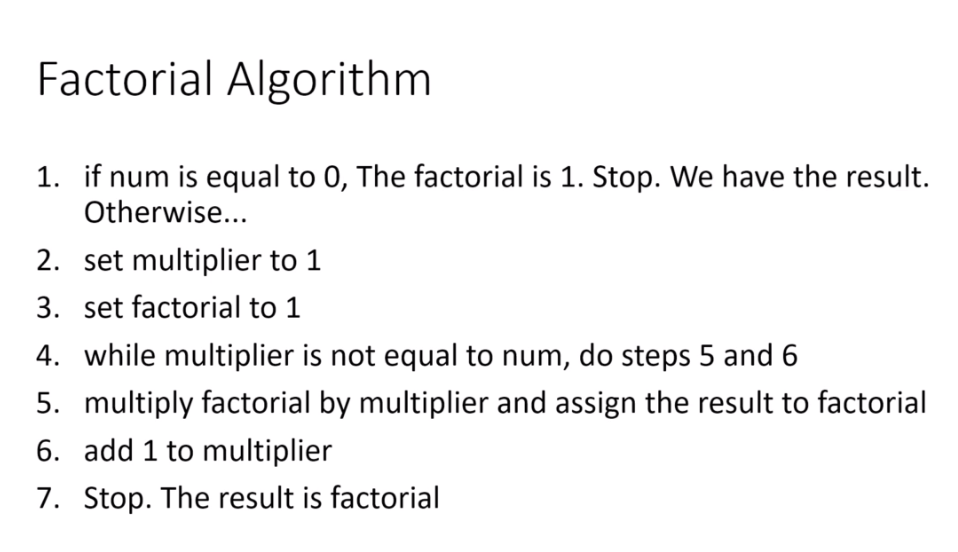 Factorial Algorithm
1. if num is equal to 0, The factorial is 1. Stop. We have the result.
Otherwise...
2. set multiplier to 1
3. set factorial to 1
4. while multiplier is not equal to num, do steps 5 and 6
5. multiply factorial by multiplier and assign the result to factorial
6. add 1 to multiplier
7. Stop. The result is factorial